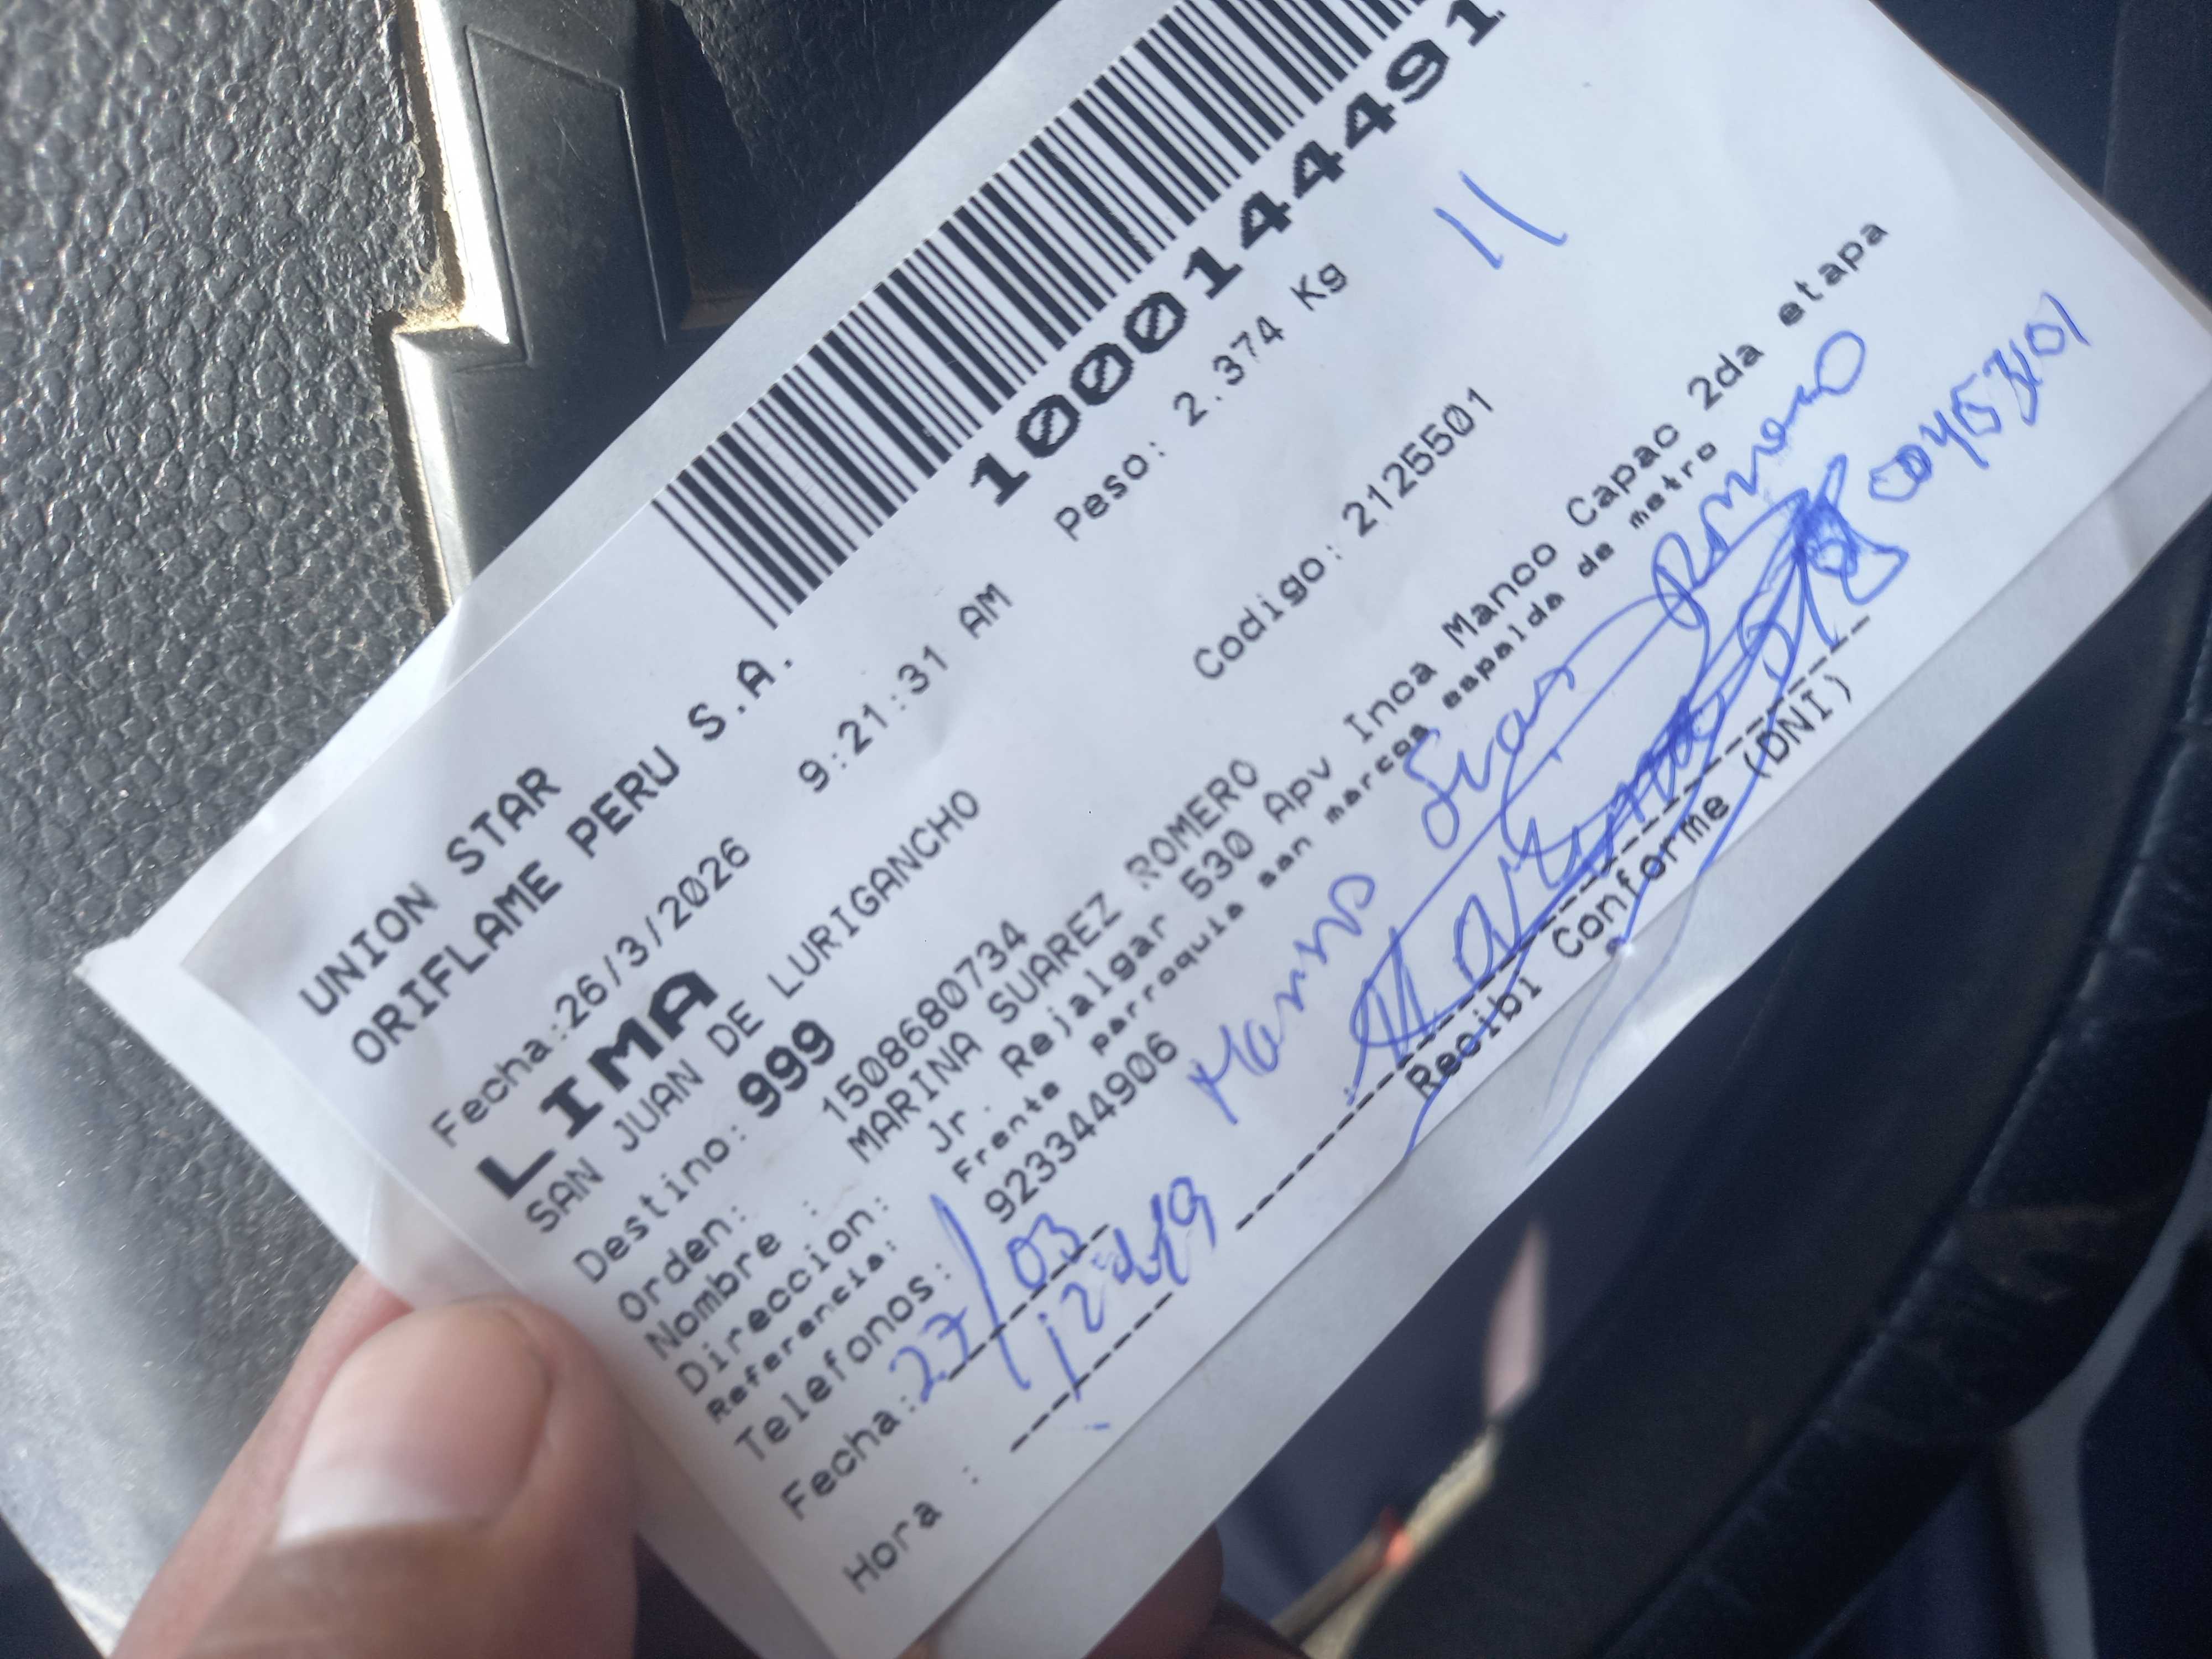 1000144491
UNION STAR
ORIFLAME PERU S.A.
Peso: 2.374 Kg
11
Fecha:26/3/2026 9:21:31 AM
LIMA
SAN JUAN DE LURIGANCHO
Destino: 999
Codigo: 2125501
Orden: 1508680734
Nombre : MARINA SUAREZ ROMERO
Direccion: Jr. Rejalgar 530 Apv Inca Manco Capac 2da etapa
Referencia: Frente parroquia san marcos espalda de metro
Telefonos: 923344906
Romero
Fecha: 27/03
Hora :
Recibi Conforme (DNI)